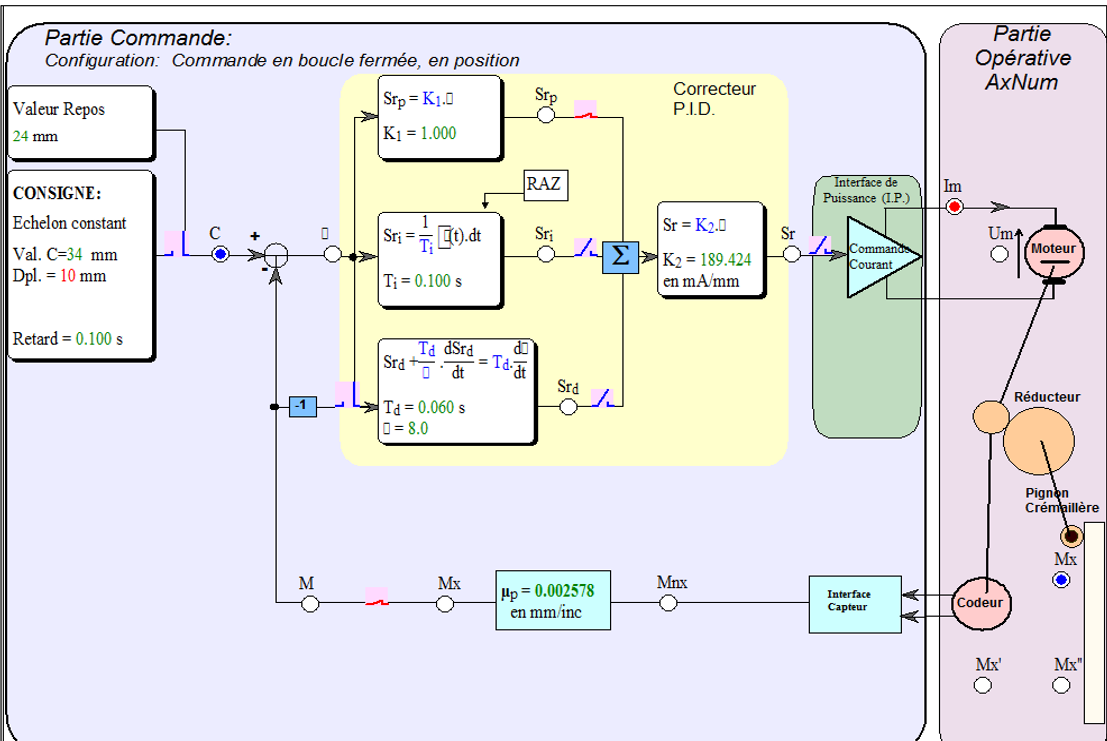 Partie Commande:
Configuration: Commande en boucle fermée, en position
Partie
Opérative
AxNum
Valeur Repos
24 mm
CONSIGNE:
Echelon constant
Val. C=34 mm
Dpl. = 10 mm
Retard = 0.100 s
C
+
-
▯
Correcteur
P.I.D.
Srp = K1.▯
K1 = 1.000
Srp
RAZ
Sri = 1/Ti ▯▯(t).dt
Ti = 0.100 s
Sri
Σ
Srd + Td/▯ . dSrd/dt = Td. d▯/dt
Td = 0.060 s
▯ = 8.0
Srd
-1
Sr = K2.▯
K2 = 189.424
en mA/mm
Sr
Interface de
Puissance (I.P.)
Commande
Courant
Im
Um
Moteur
Réducteur
Pignon
Crémaillère
Mx
M
Mx
µp = 0.002578
en mm/inc
Mnx
Interface
Capteur
Codeur
Mx'
Mx"